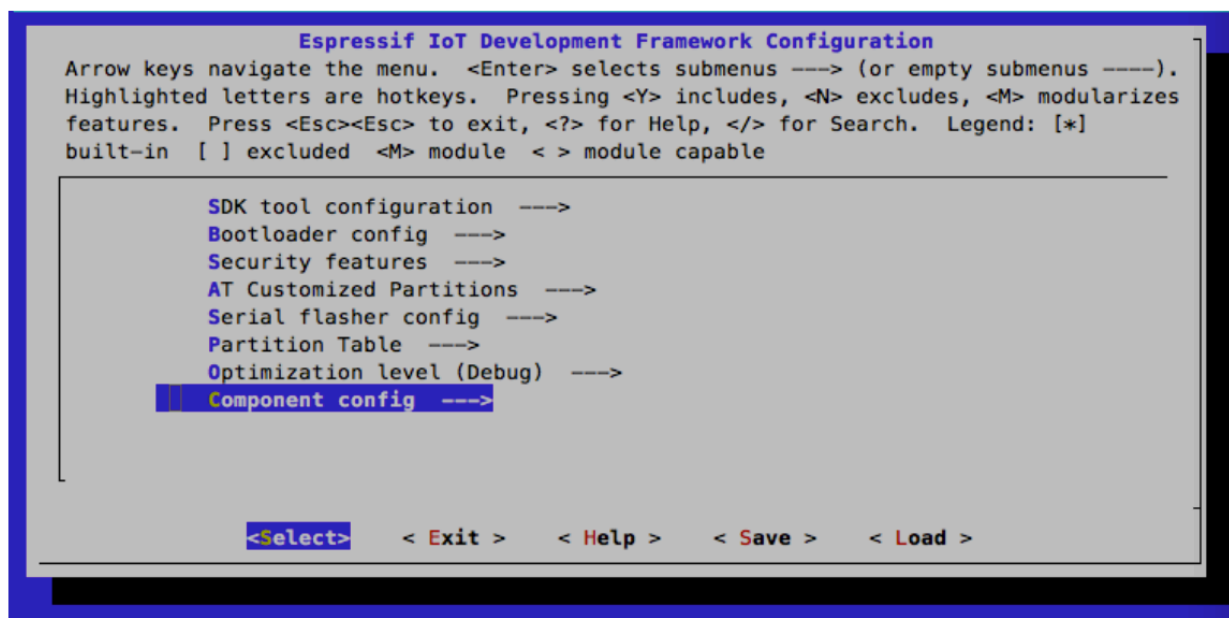 Espressif IoT Development Framework Configuration
Arrow keys navigate the menu.  <Enter> selects submenus ---> (or empty submenus ----).
Highlighted letters are hotkeys.  Pressing <Y> includes, <N> excludes, <M> modularizes
features.  Press <Esc><Esc> to exit, <?> for Help, </> for Search.  Legend: [*]
built-in  [ ] excluded  <M> module  < > module capable
SDK tool configuration  --->
Bootloader config  --->
Security features  --->
AT Customized Partitions  --->
Serial flasher config  --->
Partition Table  --->
Optimization level (Debug)  --->
Component config  --->
<Select>    < Exit >    < Help >    < Save >    < Load >